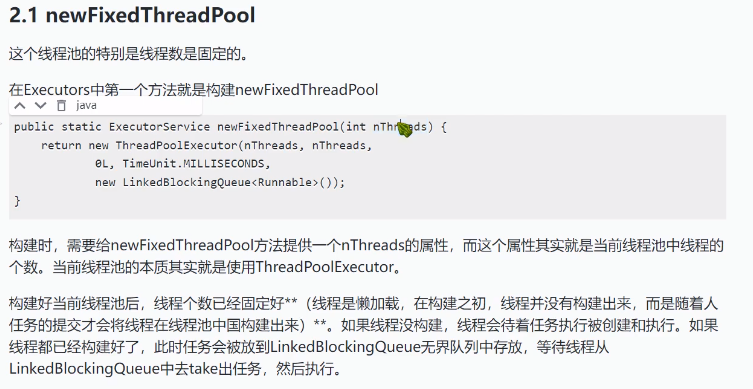 2.1 newFixedThreadPool
这个线程池的特别是线程数是固定的。
在Executors中第一个方法就是构建newFixedThreadPool
java
public static ExecutorService newFixedThreadPool(int nThreads) {
return new ThreadPoolExecutor(nThreads, nThreads,
0L, TimeUnit.MILLISECONDS,
new LinkedBlockingQueue<Runnable>());
}
构建时，需要给newFixedThreadPool方法提供一个nThreads的属性，而这个属性其实就是当前线程池中线程的
个数。当前线程池的本质其实就是使用ThreadPoolExecutor。
构建好当前线程池后，线程个数已经固定好**（线程是懒加载，在构建之初，线程并没有构建出来，而是随着人
任务的提交才会将线程在线程池中国构建出来）**。如果线程没构建，线程会待着任务执行被创建和执行。如果
线程都已经构建好了，此时任务会被放到LinkedBlockingQueue无界队列中存放，等待线程从
LinkedBlockingQueue中去take出任务，然后执行。